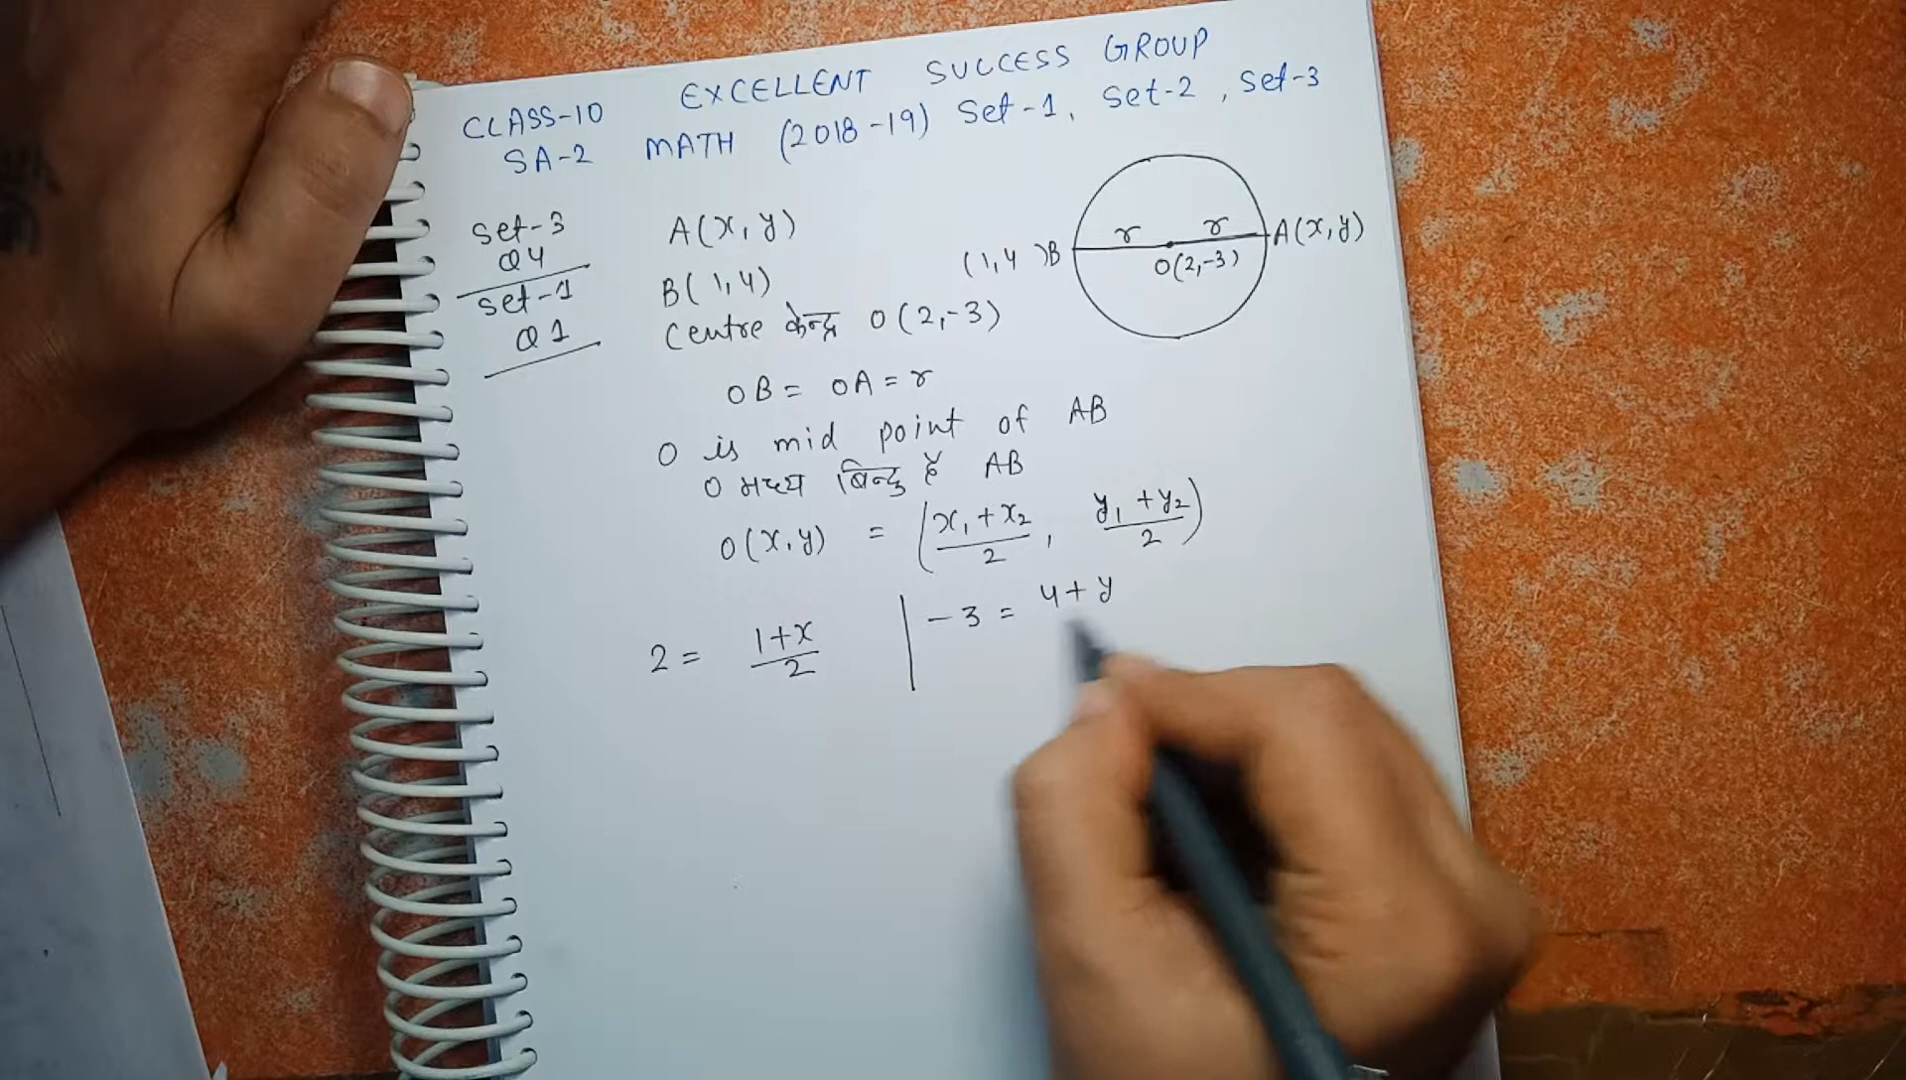 EXCELLENT SUCCESS GROUP
CLASS-10
SA-2 MATH (2018-19) Set-1, Set-2, Set-3
Set-3
Q4
Set-1
Q1
A(x, y)
B(1,4)
Centre केन्द्र O(2,-3)
(1,4)B
r r
A(x,y)
O(2,-3)
OB = OA = r
O is mid point of AB
O मध्य बिन्दु है AB
O(x,y) = (x₁+x₂/2, y₁+y₂/2)
2 = 1+x/2 | -3 = 4+y